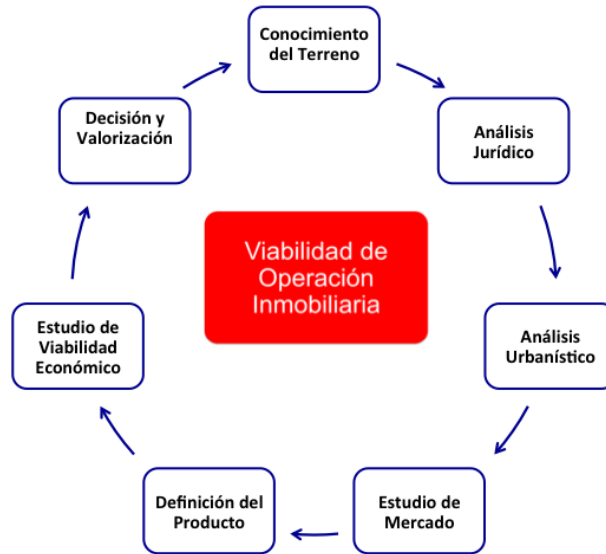 Conocimiento
del Terreno
Análisis
Jurídico
Análisis
Urbanístico
Estudio de
Mercado
Definición del
Producto
Estudio de
Viabilidad
Económico
Decisión y
Valorización
Viabilidad de
Operación
Inmobiliaria